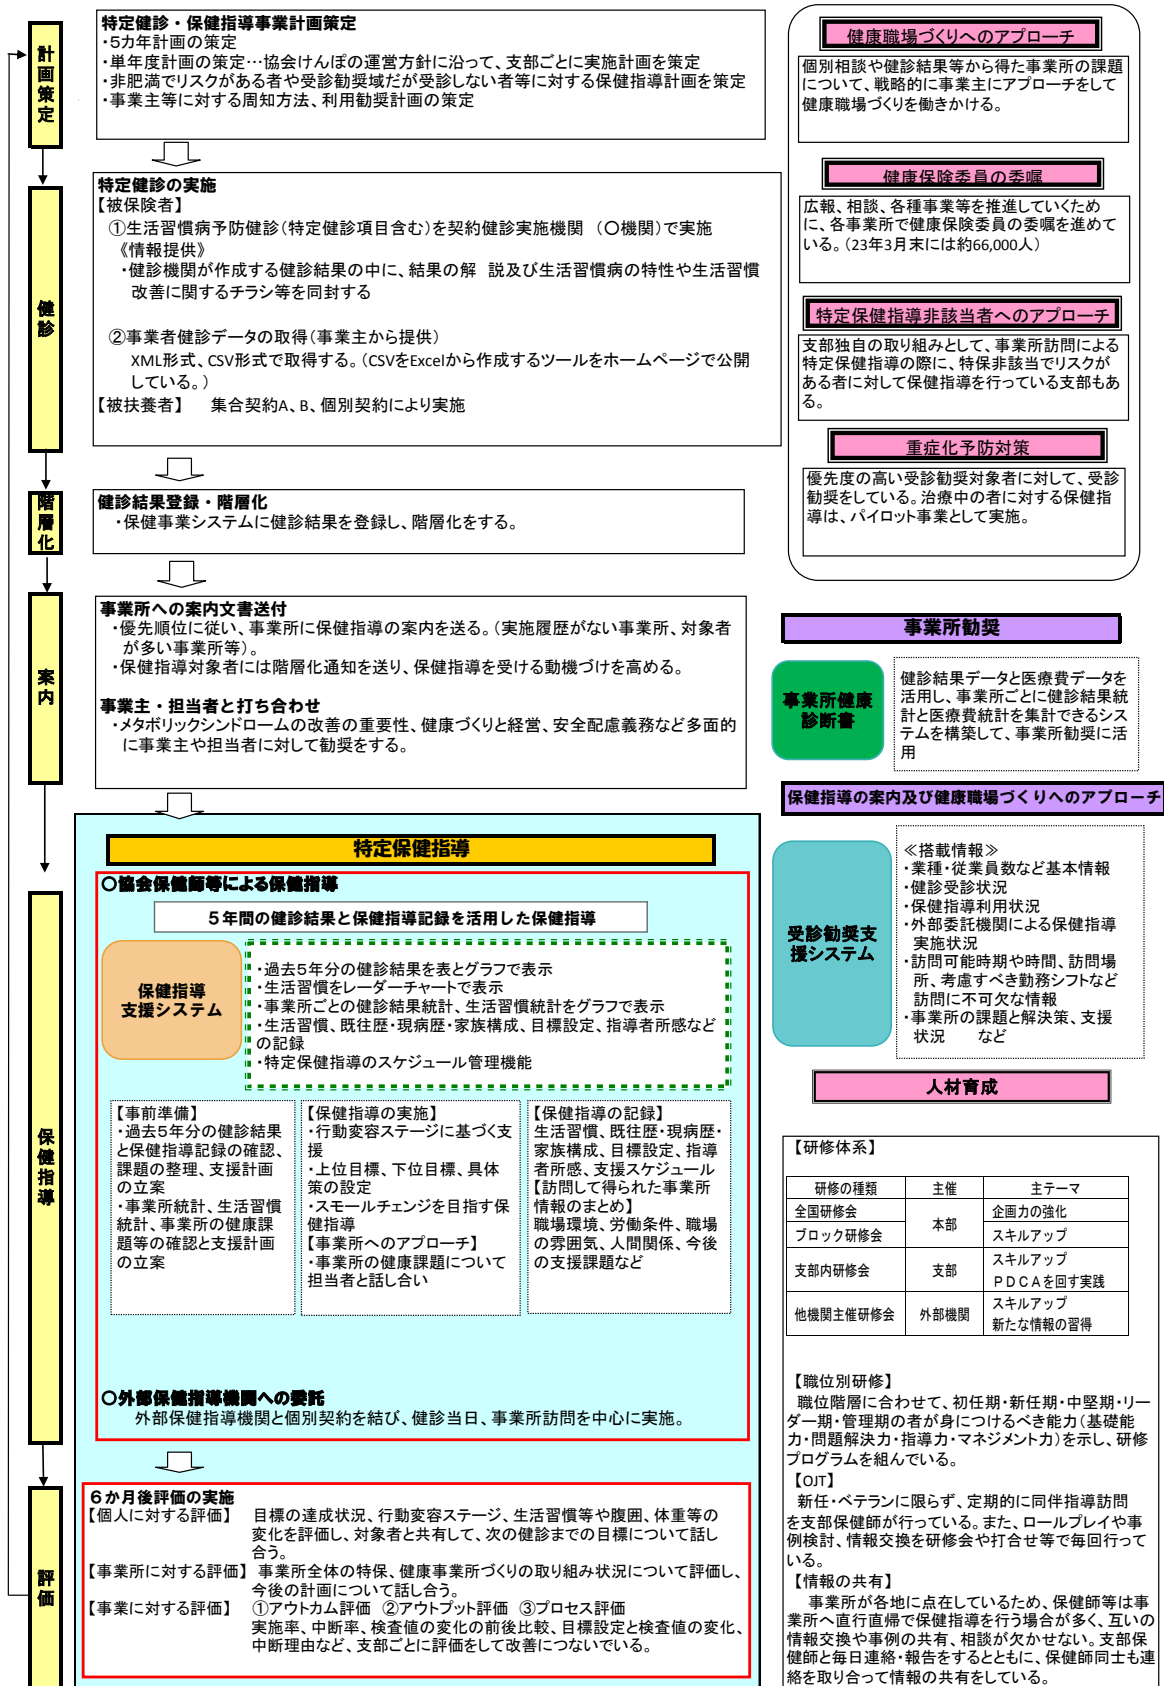 計画策定
特定健診・保健指導事業計画策定
・5カ年計画の策定
・単年度計画の策定…協会けんぽの運営方針に沿って、支部ごとに実施計画を策定
・非肥満でリスクがある者や受診勧奨域だが受診しない者等に対する保健指導計画を策定
・事業主等に対する周知方法、利用勧奨計画の策定
健診
特定健診の実施
【被保険者】
①生活習慣病予防健診（特定健診項目含む）を契約健診実施機関 （〇機関）で実施
《情報提供》
・健診機関が作成する健診結果の中に、結果の解 説及び生活習慣病の特性や生活習慣
改善に関するチラシ等を同封する
②事業者健診データの取得（事業主から提供）
XML形式、CSV形式で取得する。（CSVをExcelから作成するツールをホームページで公開
している。）
【被扶養者】 集合契約A、B、個別契約により実施
階層化
健診結果登録・階層化
・保健事業システムに健診結果を登録し、階層化をする。
案内
事業所への案内文書送付
・優先順位に従い、事業所に保健指導の案内を送る。（実施履歴がない事業所、対象者
が多い事業所等）。
・保健指導対象者には階層化通知を送り、保健指導を受ける動機づけを高める。
事業主・担当者と打ち合わせ
・メタボリックシンドロームの改善の重要性、健康づくりと経営、安全配慮義務など多面的
に事業主や担当者に対して勧奨をする。
保健指導
特定保健指導
〇協会保健師等による保健指導
５年間の健診結果と保健指導記録を活用した保健指導
保健指導
支援システム
・過去5年分の健診結果を表とグラフで表示
・生活習慣をレーダーチャートで表示
・事業所ごとの健診結果統計、生活習慣統計をグラフで表示
・生活習慣、既往歴・現病歴・家族構成、目標設定、指導者所感など
の記録
・特定保健指導のスケジュール管理機能
【事前準備】
・過去5年分の健診結果
と保健指導記録の確認、
課題の整理、支援計画
の立案
・事業所統計、生活習慣
統計、事業所の健康課
題等の確認と支援計画
の立案
【保健指導の実施】
・行動変容ステージに基づく支
援
・上位目標、下位目標、具体
策の設定
・スモールチェンジを目指す保
健指導
【事業所へのアプローチ】
・事業所の健康課題について
担当者と話し合い
【保健指導の記録】
生活習慣、既往歴・現病歴・
家族構成、目標設定、指導
者所感、支援スケジュール
【訪問して得られた事業所
情報のまとめ】
職場環境、労働条件、職場
の雰囲気、人間関係、今後
の支援課題など
〇外部保健指導機関への委託
外部保健指導機関と個別契約を結び、健診当日、事業所訪問を中心に実施。
評価
６か月後評価の実施
【個人に対する評価】 目標の達成状況、行動変容ステージ、生活習慣等や腹囲、体重等の
変化を評価し、対象者と共有して、次の健診までの目標について話し
合う。
【事業所に対する評価】 事業所全体の特保、健康事業所づくりの取り組み状況について評価し、
今後の計画について話し合う。
【事業に対する評価】 ①アウトカム評価 ②アウトプット評価 ③プロセス評価
実施率、中断率、検査値の変化の前後比較、目標設定と検査値の変化、
中断理由など、支部ごとに評価をして改善につないでいる。
健康職場づくりへのアプローチ
個別相談や健診結果等から得た事業所の課題
について、戦略的に事業主にアプローチをして
健康職場づくりを働きかける。
健康保険委員の委嘱
広報、相談、各種事業等を推進していくため
に、各事業所で健康保険委員の委嘱を進めて
いる。（23年3月末には約66,000人）
特定保健指導非該当者へのアプローチ
支部独自の取り組みとして、事業所訪問による
特定保健指導の際に、特保非該当でリスクが
ある者に対して保健指導を行っている支部もあ
る。
重症化予防対策
優先度の高い受診勧奨対象者に対して、受診
勧奨をしている。治療中の者に対する保健指
導は、パイロット事業として実施。
事業所勧奨
事業所健康
診断書
健診結果データと医療費データを
活用し、事業所ごとに健診結果統
計と医療費統計を集計できるシス
テムを構築して、事業所勧奨に活
用
保健指導の案内及び健康職場づくりへのアプローチ
受診勧奨支
援システム
≪搭載情報≫
・業種・従業員数など基本情報
・健診受診状況
・保健指導利用状況
・外部委託機関による保健指導
実施状況
・訪問可能時期や時間、訪問場
所、考慮すべき勤務シフトなど
訪問に不可欠な情報
・事業所の課題と解決策、支援
状況 など
人材育成
【研修体系】
研修の種類 主催 主テーマ
全国研修会 本部 企画力の強化
ブロック研修会 スキルアップ
支部内研修会 支部 スキルアップ
ＰＤＣＡを回す実践
他機関主催研修会 外部機関 スキルアップ
新たな情報の習得
【職位別研修】
職位階層に合わせて、初任期・新任期・中堅期・リー
ダー期・管理期の者が身につけるべき能力（基礎能
力・問題解決力・指導力・マネジメント力）を示し、研修
プログラムを組んでいる。
【OJT】
新任・ベテランに限らず、定期的に同伴指導訪問
を支部保健師が行っている。また、ロールプレイや事
例検討、情報交換を研修会や打合せ等で毎回行って
いる。
【情報の共有】
事業所が各地に点在しているため、保健師等は事
業所へ直行直帰で保健指導を行う場合が多く、互いの
情報交換や事例の共有、相談が欠かせない。支部保
健師と毎日連絡・報告をするとともに、保健師同士も連
絡を取り合って情報の共有をしている。